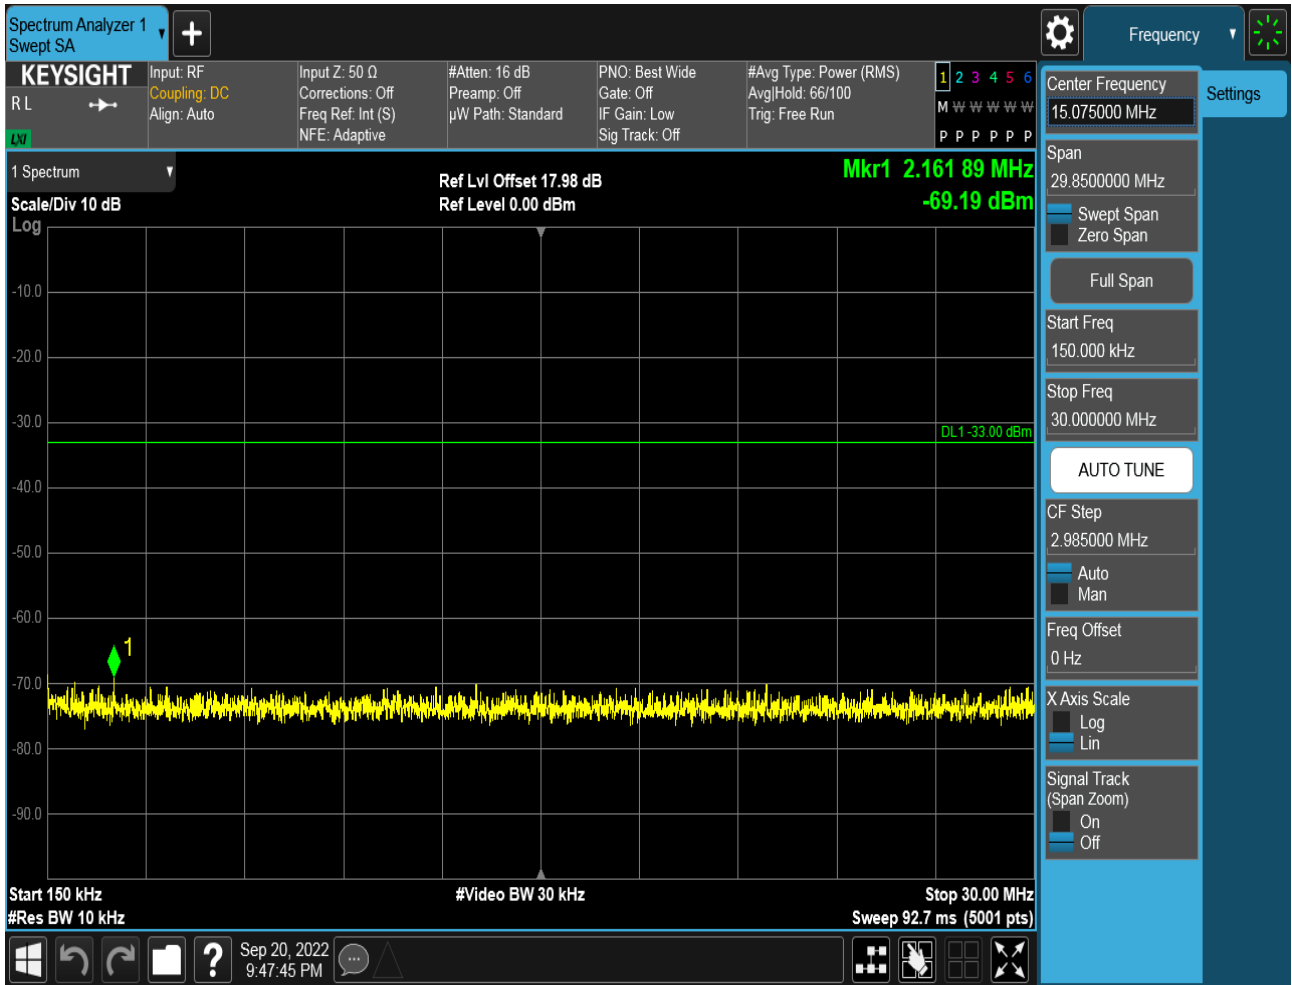 Spectrum Analyzer 1
Swept SA
Frequency
KEYSIGHT
R L
LXI
Input: RF
Coupling: DC
Align: Auto
Input Z: 50 Ω
Corrections: Off
Freq Ref: Int (S)
NFE: Adaptive
#Atten: 16 dB
Preamp: Off
µW Path: Standard
PNO: Best Wide
Gate: Off
IF Gain: Low
Sig Track: Off
#Avg Type: Power (RMS)
Avg|Hold: 66/100
Trig: Free Run
1 2 3 4 5 6
M W W W W W
P P P P P P
1 Spectrum
Scale/Div 10 dB
Log
Ref Lvl Offset 17.98 dB
Ref Level 0.00 dBm
Mkr1 2.161 89 MHz
-69.19 dBm
-10.0
-20.0
-30.0
DL1 -33.00 dBm
-40.0
-50.0
-60.0
1
-70.0
-80.0
-90.0
Start 150 kHz
#Res BW 10 kHz
#Video BW 30 kHz
Stop 30.00 MHz
Sweep 92.7 ms (5001 pts)
Center Frequency
15.075000 MHz
Settings
Span
29.8500000 MHz
Swept Span
Zero Span
Full Span
Start Freq
150.000 kHz
Stop Freq
30.000000 MHz
AUTO TUNE
CF Step
2.985000 MHz
Auto
Man
Freq Offset
0 Hz
X Axis Scale
Log
Lin
Signal Track
(Span Zoom)
On
Off
?
Sep 20, 2022
9:47:45 PM